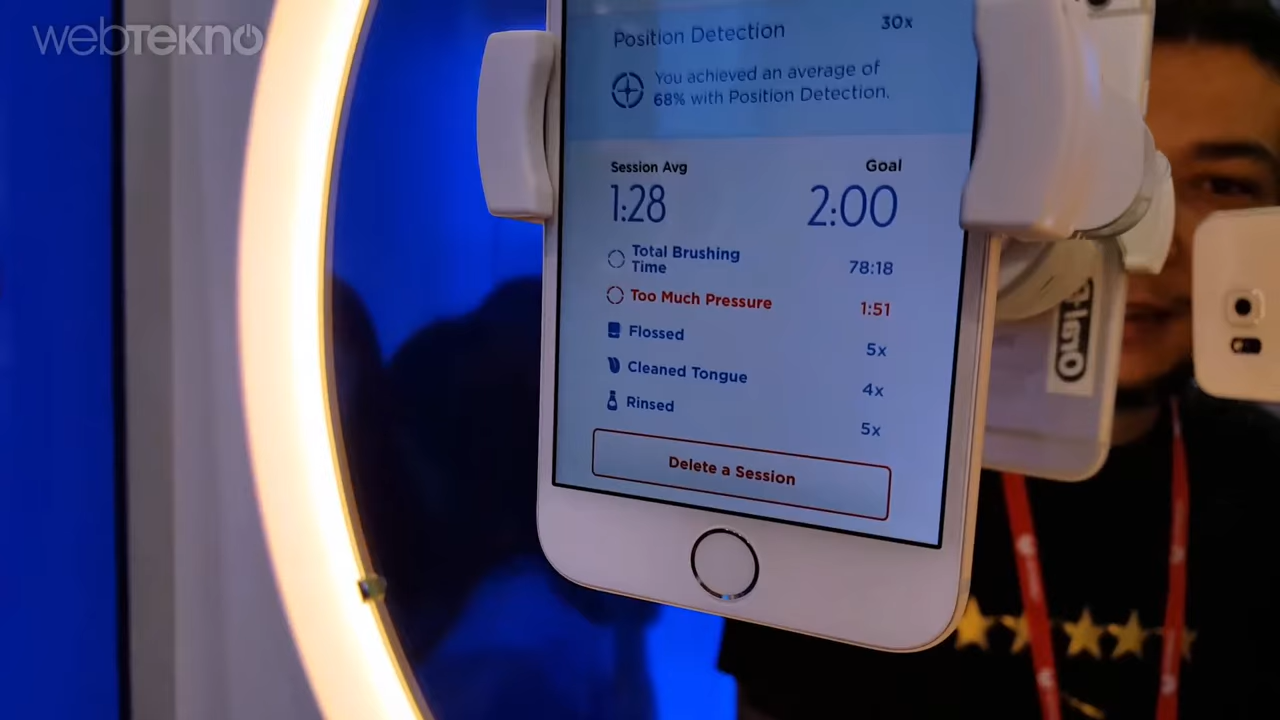 webTEKNO
Position Detection
30x
You achieved an average of
68% with Position Detection.
Session Avg
Goal
1:28
2:00
Total Brushing
Time
78:18
Too Much Pressure
1:51
Flossed
5x
Cleaned Tongue
4x
Rinsed
5x
Delete a Session
Oral-B